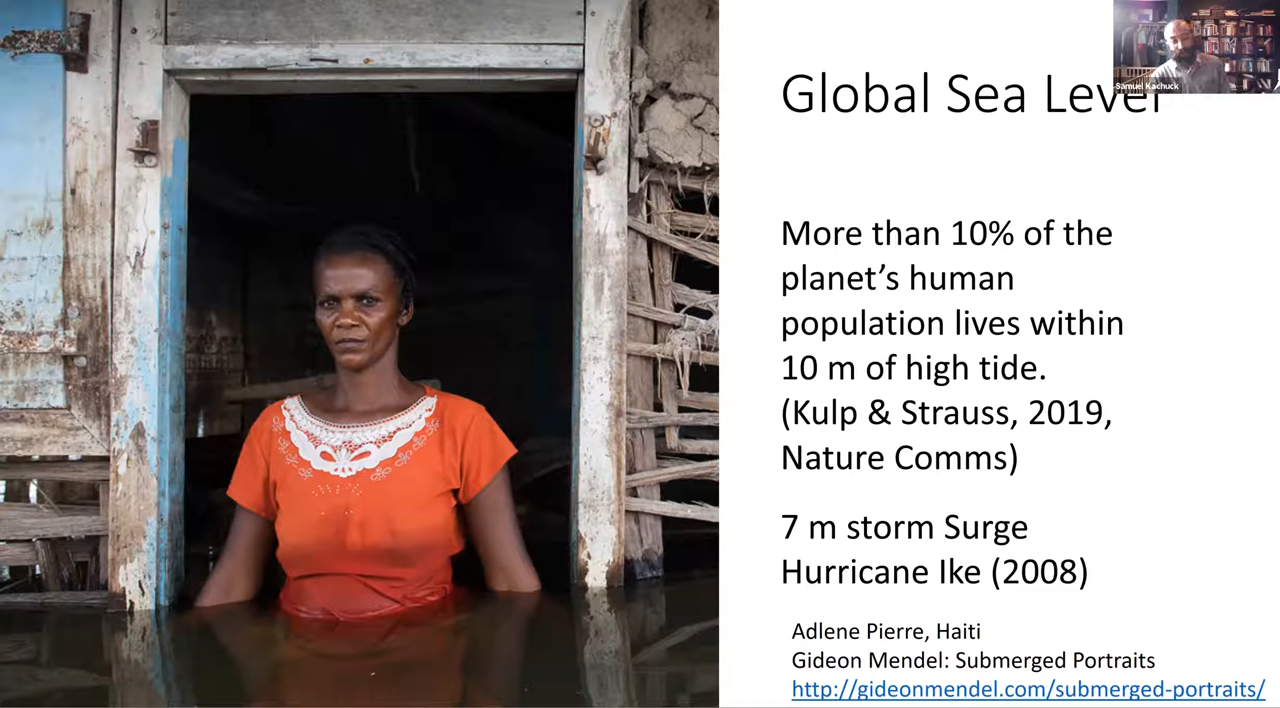 Global Sea Level
Samuel Kachuck
More than 10% of the
planet’s human
population lives within
10 m of high tide.
(Kulp & Strauss, 2019,
Nature Comms)
7 m storm Surge
Hurricane Ike (2008)
Adlene Pierre, Haiti
Gideon Mendel: Submerged Portraits
http://gideonmendel.com/submerged-portraits/